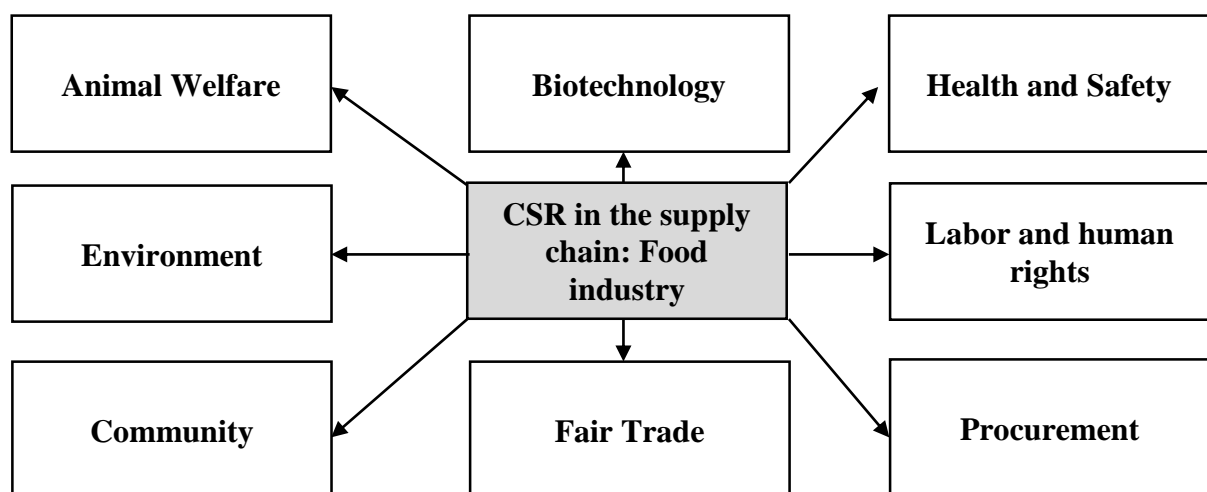 Animal Welfare
Biotechnology
Health and Safety
Environment
CSR in the supply
chain: Food
industry
Labor and human
rights
Community
Fair Trade
Procurement